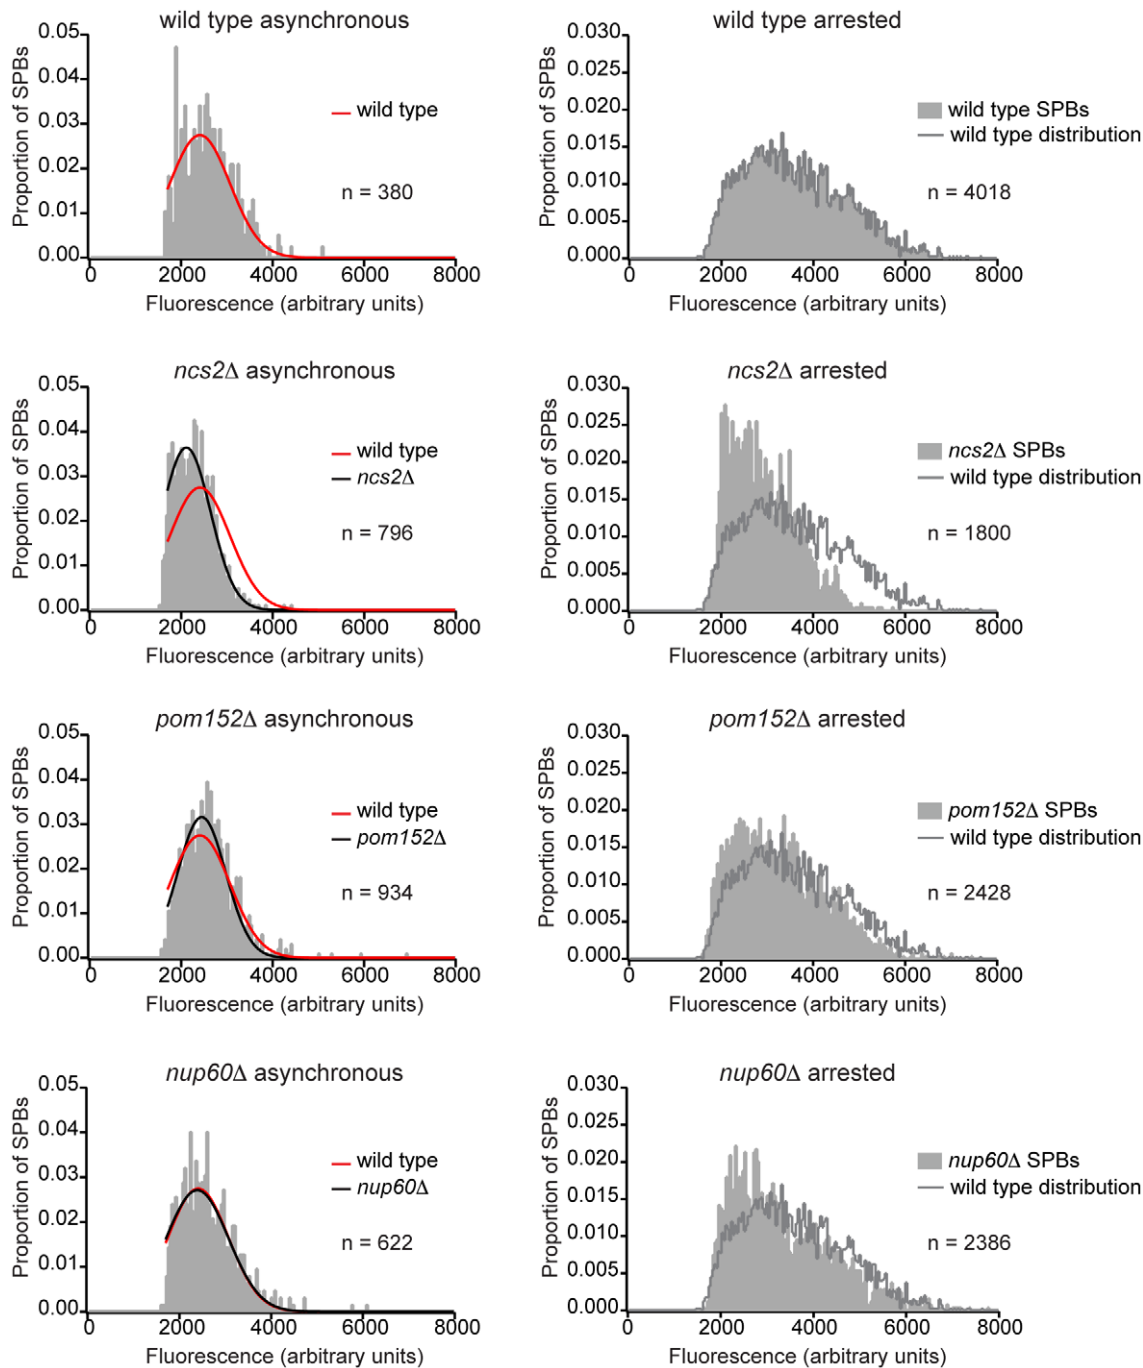 wild type asynchronous
Proportion of SPBs
0.05
0.04
0.03
0.02
0.01
0.00
0
2000
4000
6000
8000
Fluorescence (arbitrary units)
wild type
n = 380
wild type arrested
0.030
0.025
0.020
0.015
0.010
0.005
0.000
0
2000
4000
6000
8000
Fluorescence (arbitrary units)
wild type SPBs
wild type distribution
n = 4018
ncs2Δ asynchronous
Proportion of SPBs
0.05
0.04
0.03
0.02
0.01
0.00
0
2000
4000
6000
8000
Fluorescence (arbitrary units)
wild type
ncs2Δ
n = 796
ncs2Δ arrested
0.030
0.025
0.020
0.015
0.010
0.005
0.000
0
2000
4000
6000
8000
Fluorescence (arbitrary units)
ncs2Δ SPBs
wild type distribution
n = 1800
pom152Δ asynchronous
Proportion of SPBs
0.05
0.04
0.03
0.02
0.01
0.00
0
2000
4000
6000
8000
Fluorescence (arbitrary units)
wild type
pom152Δ
n = 934
pom152Δ arrested
0.030
0.025
0.020
0.015
0.010
0.005
0.000
0
2000
4000
6000
8000
Fluorescence (arbitrary units)
pom152Δ SPBs
wild type distribution
n = 2428
nup60Δ asynchronous
Proportion of SPBs
0.05
0.04
0.03
0.02
0.01
0.00
0
2000
4000
6000
8000
Fluorescence (arbitrary units)
wild type
nup60Δ
n = 622
nup60Δ arrested
0.030
0.025
0.020
0.015
0.010
0.005
0.000
0
2000
4000
6000
8000
Fluorescence (arbitrary units)
nup60Δ SPBs
wild type distribution
n = 2386